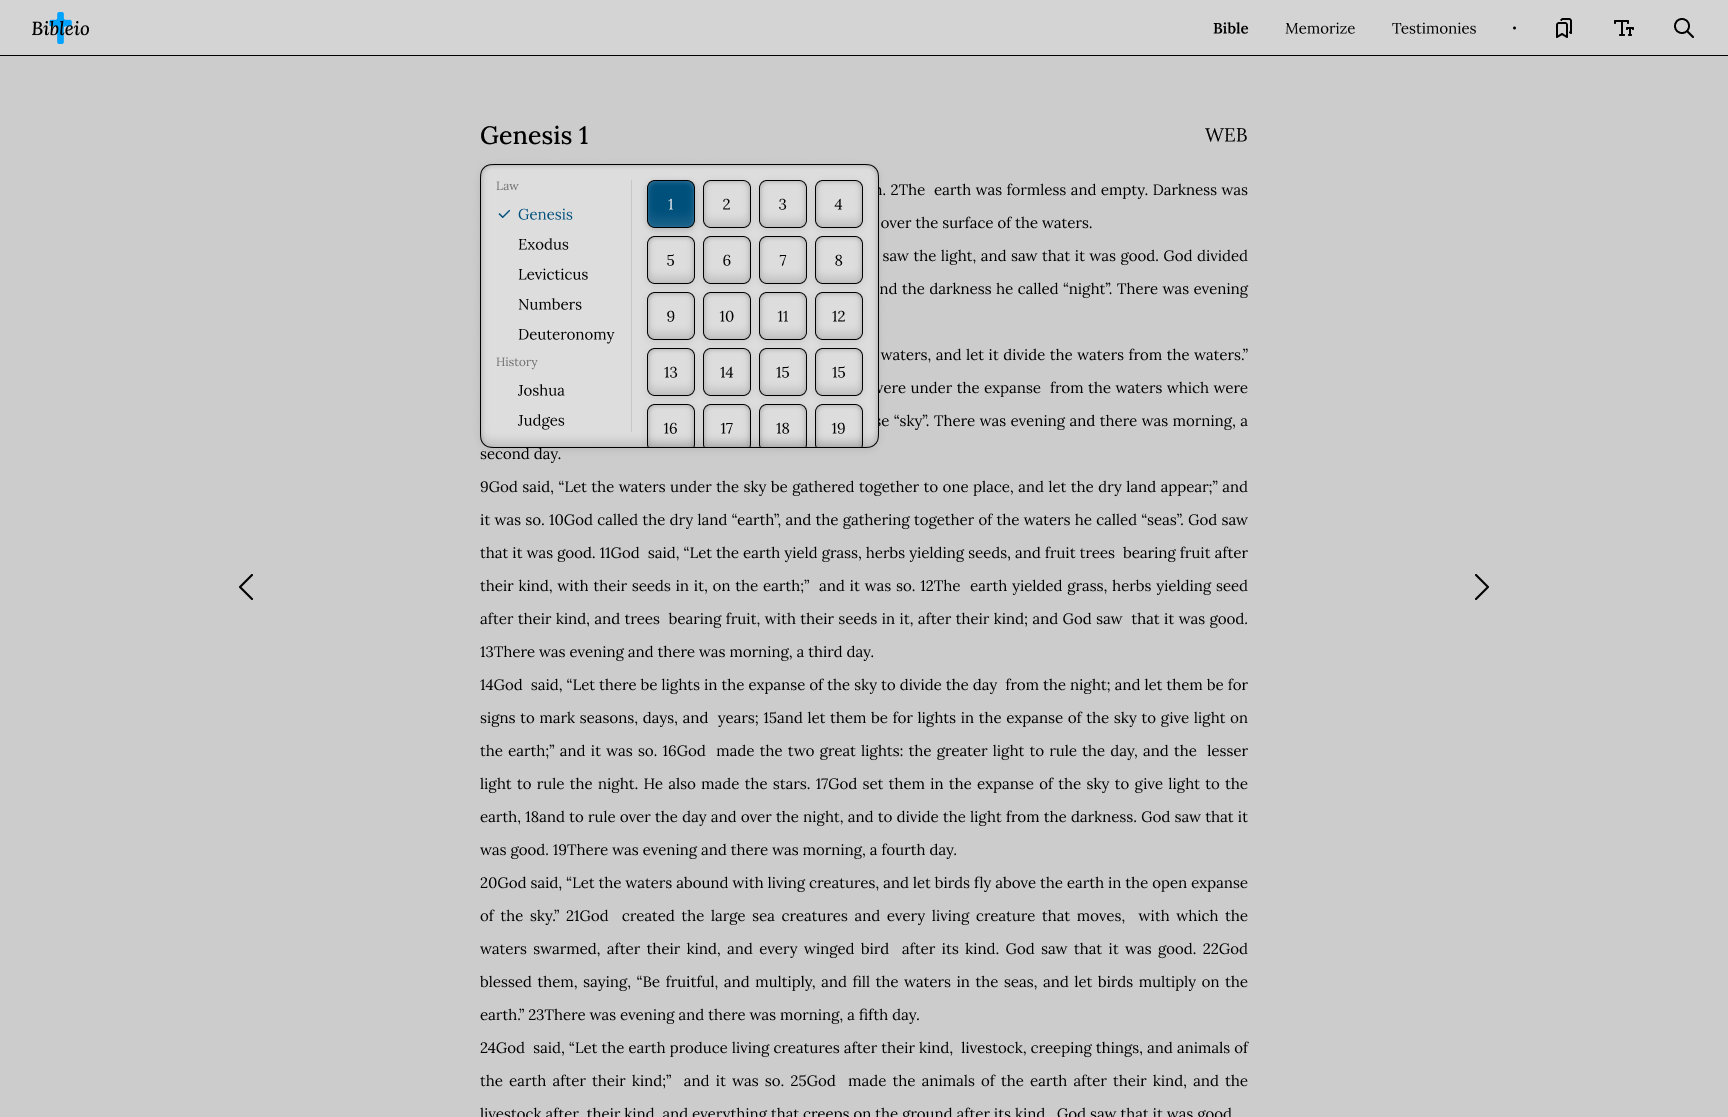 Bibleio
Bible Memorize Testimonies
Genesis 1 WEB
Law
Genesis
Exodus
Levicticus
Numbers
Deuteronomy
History
Joshua
Judges
1 2 3 4
5 6 7 8
9 10 11 12
13 14 15 15
16 17 18 19
2The earth was formless and empty. Darkness was
over the surface of the waters.
saw the light, and saw that it was good. God divided
the darkness he called “night”. There was evening
waters, and let it divide the waters from the waters.”
under the expanse from the waters which were
“sky”. There was evening and there was morning, a
second day.
9God said, “Let the waters under the sky be gathered together to one place, and let the dry land appear;” and
it was so. 10God called the dry land “earth”, and the gathering together of the waters he called “seas”. God saw
that it was good. 11God said, “Let the earth yield grass, herbs yielding seeds, and fruit trees bearing fruit after
their kind, with their seeds in it, on the earth;” and it was so. 12The earth yielded grass, herbs yielding seed
after their kind, and trees bearing fruit, with their seeds in it, after their kind; and God saw that it was good.
13There was evening and there was morning, a third day.
14God said, “Let there be lights in the expanse of the sky to divide the day from the night; and let them be for
signs to mark seasons, days, and years; 15and let them be for lights in the expanse of the sky to give light on
the earth;” and it was so. 16God made the two great lights: the greater light to rule the day, and the lesser
light to rule the night. He also made the stars. 17God set them in the expanse of the sky to give light to the
earth, 18and to rule over the day and over the night, and to divide the light from the darkness. God saw that it
was good. 19There was evening and there was morning, a fourth day.
20God said, “Let the waters abound with living creatures, and let birds fly above the earth in the open expanse
of the sky.” 21God created the large sea creatures and every living creature that moves, with which the
waters swarmed, after their kind, and every winged bird after its kind. God saw that it was good. 22God
blessed them, saying, “Be fruitful, and multiply, and fill the waters in the seas, and let birds multiply on the
earth.” 23There was evening and there was morning, a fifth day.
24God said, “Let the earth produce living creatures after their kind, livestock, creeping things, and animals of
the earth after their kind;” and it was so. 25God made the animals of the earth after their kind, and the
livestock after their kind, and everything that creeps on the ground after its kind. God saw that it was good.